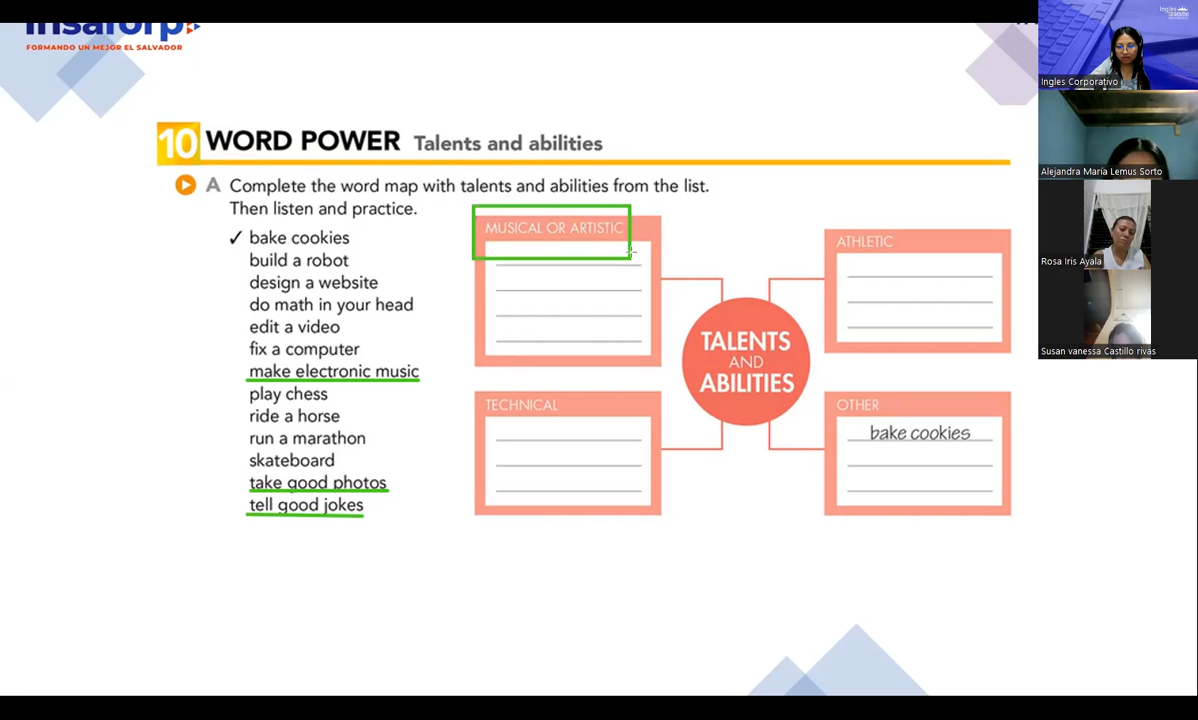 insaforp
FORMANDO UN MEJOR EL SALVADOR
10 WORD POWER Talents and abilities
A Complete the word map with talents and abilities from the list.
Then listen and practice.
✓ bake cookies
build a robot
design a website
do math in your head
edit a video
fix a computer
make electronic music
play chess
ride a horse
run a marathon
skateboard
take good photos
tell good jokes
MUSICAL OR ARTISTIC
ATHLETIC
TALENTS
AND
ABILITIES
TECHNICAL
OTHER
bake cookies
Ingles Corporativo
Alejandra María Lemus Sorto
Rosa Iris Ayala
Susan vanessa Castillo rivas